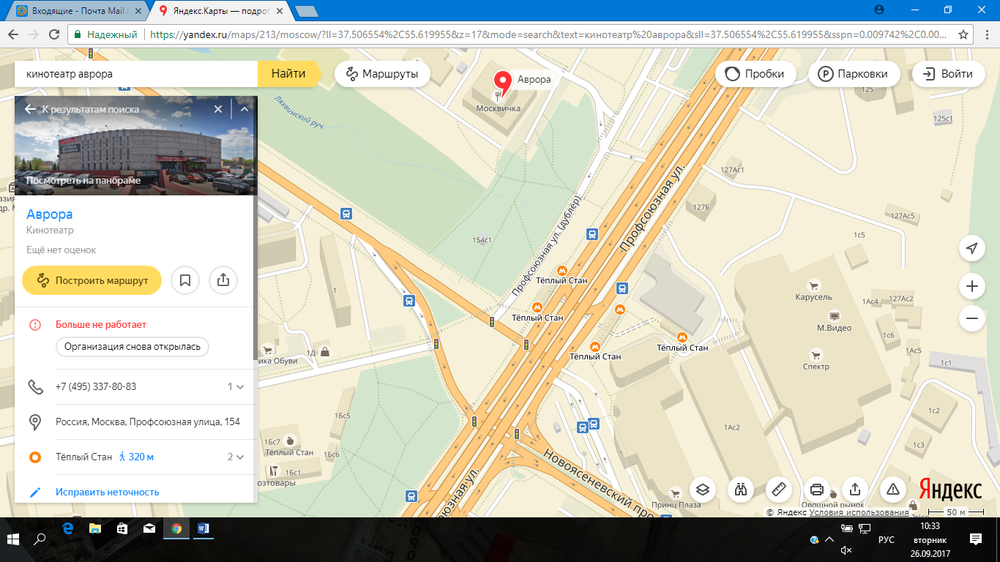 Входящие - Почта Mail.
Яндекс.Карты — подроб
Надежный
https://yandex.ru/maps/213/moscow/?ll=37.506554%2C55.619955&z=17&mode=search&text=кинотеатр%20аврора&sll=37.506554%2C55.619955&sspn=0.009742%2C0.00...
кинотеатр аврора
Найти
Маршруты
Пробки
Парковки
Войти
К результатам поиска
Посмотреть на панораме
Аврора
Кинотеатр
Ещё нет оценок
Построить маршрут
Больше не работает
Организация снова открылась
+7 (495) 337-80-83
1
Россия, Москва, Профсоюзная улица, 154
Тёплый Стан
320 м
2
Исправить неточность
Ляхвинский руч.
Аврора
Москвичка
125
125с1
127Ас1
127Б
127Ас5
1с5
154с1
Профсоюзная ул. (дублёр)
Профсоюзная ул.
Тёплый Стан
Тёплый Стан
Тёплый Стан
Тёплый Стан
Карусель
1Ас4
127Ас2
М.Видео
1Ас6
Спектр
1Ас5
1с1
1Ас2
1с2
1с3
ика Обуви
1Д
1Бс5
1Бс7
Тёплый Стан
1Бс1
озтовары
союзная ул.
Новоясеневский про
Принц Плаза
Овощной рынок
Яндекс
© Яндекс Условия использования
50 м
РУС
10:33
вторник
26.09.2017